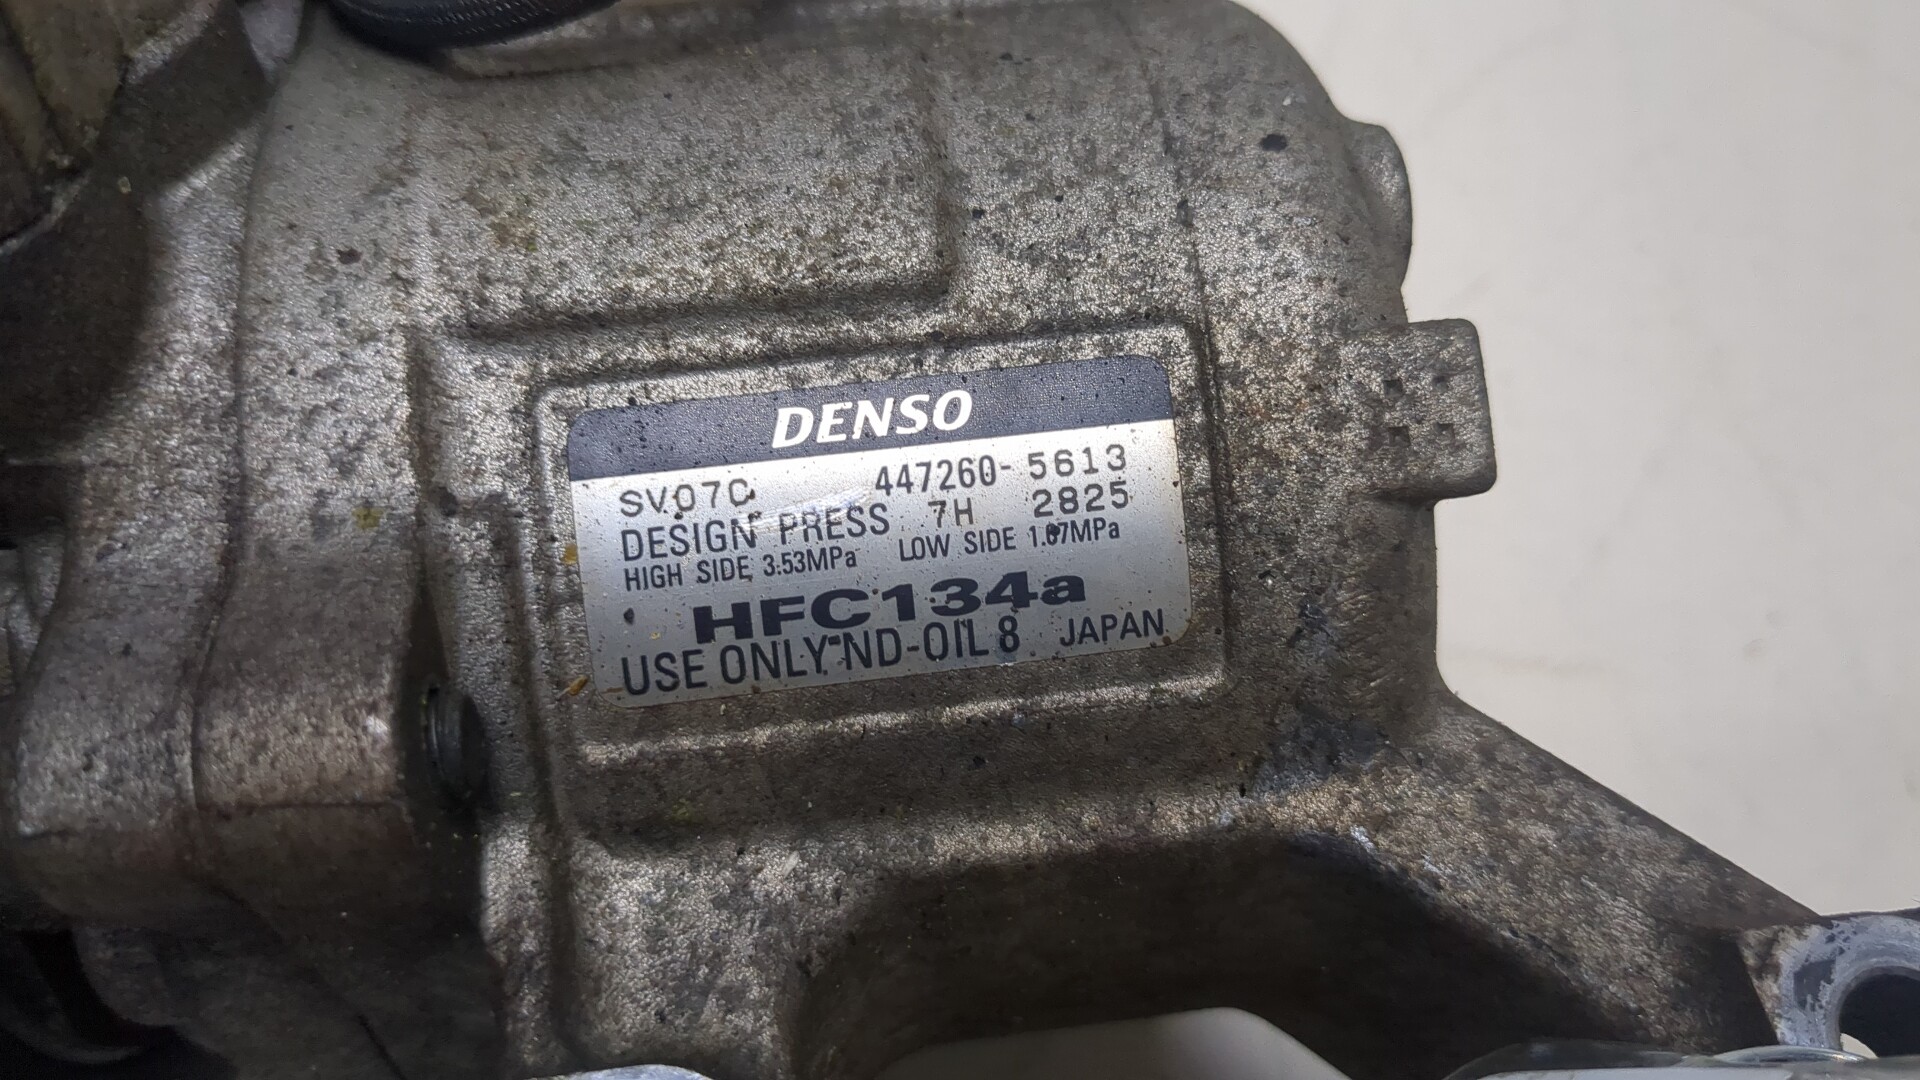 DENSO
SV07C 447260-5613
DESIGN PRESS 7H 2825
HIGH SIDE 3.53MPa LOW SIDE 1.67MPa
HFC134a
USE ONLY ND-OIL 8 JAPAN